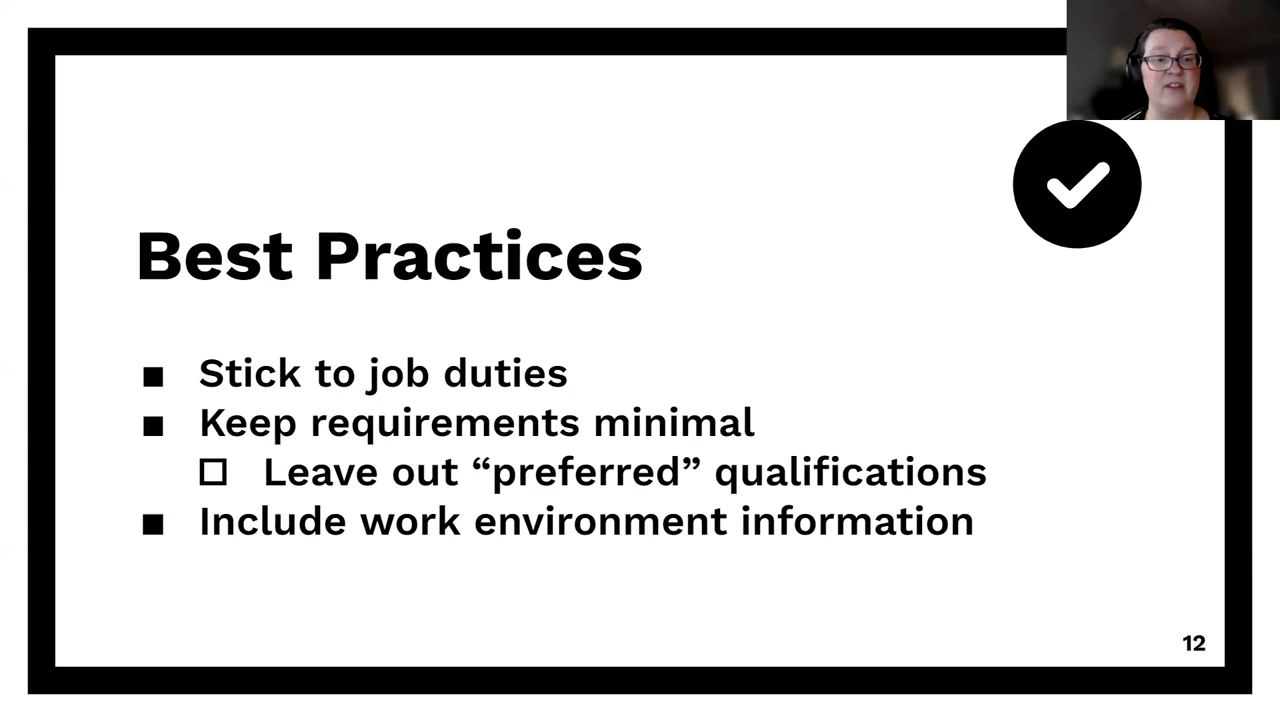 Best Practices
■ Stick to job duties
■ Keep requirements minimal
□ Leave out “preferred” qualifications
■ Include work environment information
12